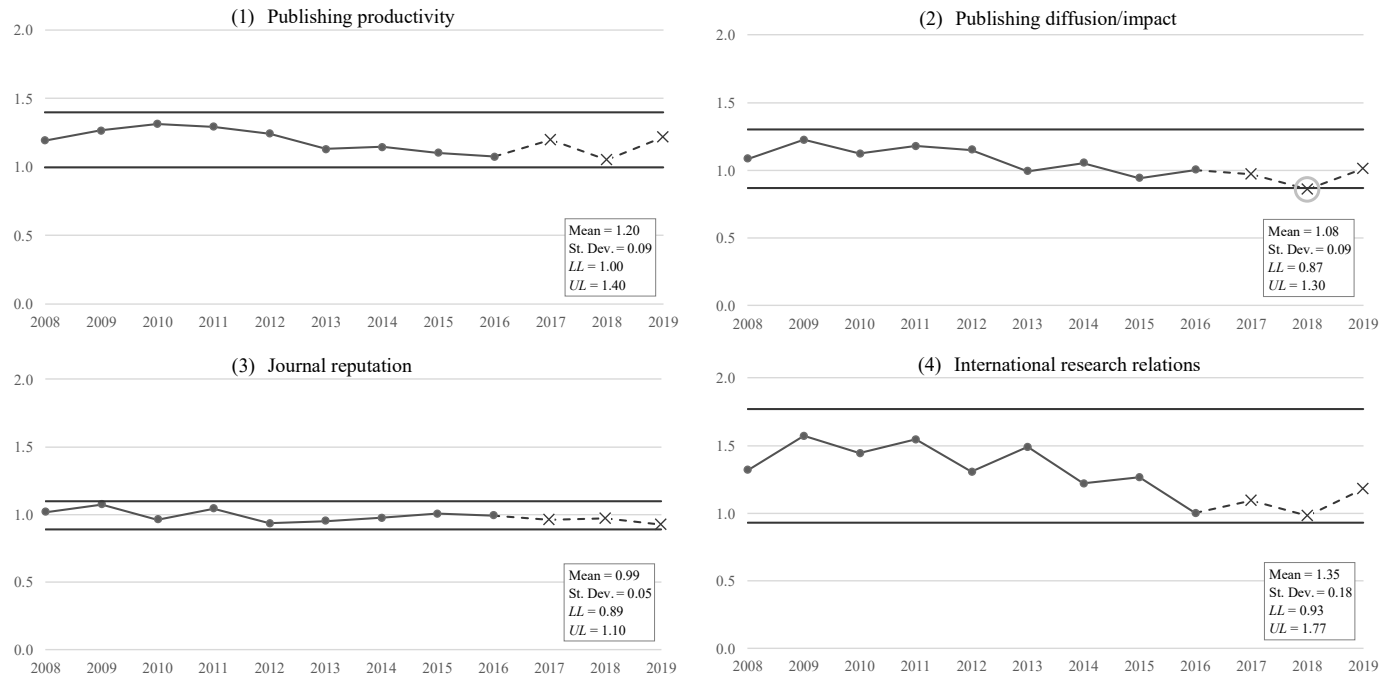 (1) Publishing productivity
2.0
1.5
1.0
0.5
0.0
Mean = 1.20
St. Dev. = 0.09
LL = 1.00
UL = 1.40
2008 2009 2010 2011 2012 2013 2014 2015 2016 2017 2018 2019
(2) Publishing diffusion/impact
2.0
1.5
1.0
0.5
0.0
Mean = 1.08
St. Dev. = 0.09
LL = 0.87
UL = 1.30
2008 2009 2010 2011 2012 2013 2014 2015 2016 2017 2018 2019
(3) Journal reputation
2.0
1.5
1.0
0.5
0.0
Mean = 0.99
St. Dev. = 0.05
LL = 0.89
UL = 1.10
2008 2009 2010 2011 2012 2013 2014 2015 2016 2017 2018 2019
(4) International research relations
2.0
1.5
1.0
0.5
0.0
Mean = 1.35
St. Dev. = 0.18
LL = 0.93
UL = 1.77
2008 2009 2010 2011 2012 2013 2014 2015 2016 2017 2018 2019